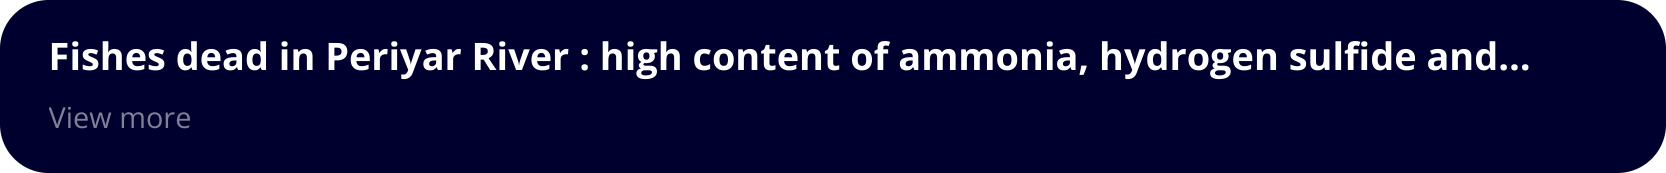 Fishes dead in Periyar River : high content of ammonia, hydrogen sulfide and...
View more